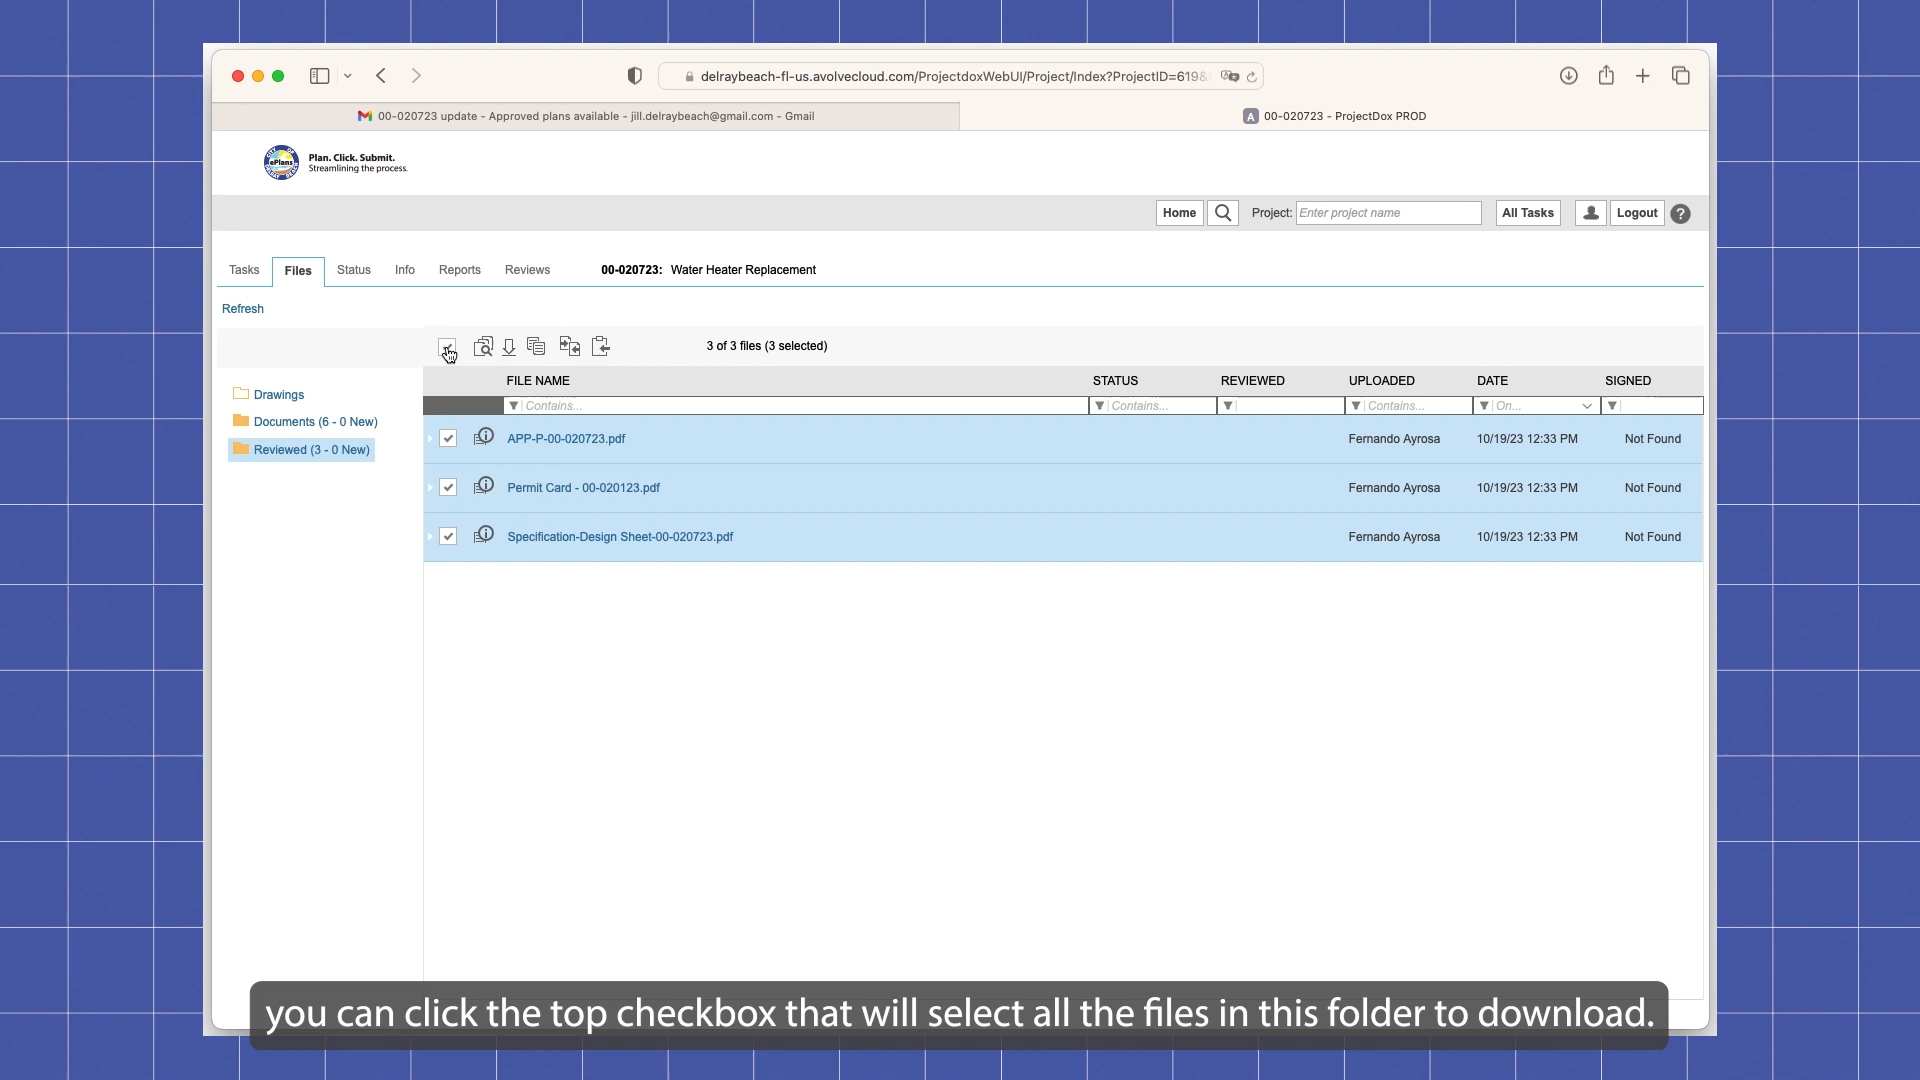 delraybeach-fl-us.avolvecloud.com/ProjectdoxWebUI/Project/Index?ProjectID=619&
00-020723 update - Approved plans available - jill.delraybeach@gmail.com - Gmail
A 00-020723 - ProjectDox PROD
ePlans
Plan. Click. Submit.
Streamlining the process.
Home Project: Enter project name All Tasks Logout ?
Tasks Files Status Info Reports Reviews 00-020723: Water Heater Replacement
Refresh
3 of 3 files (3 selected)
Drawings
Documents (6 - 0 New)
Reviewed (3 - 0 New)
FILE NAME STATUS REVIEWED UPLOADED DATE SIGNED
Contains... Contains... Contains... On...
APP-P-00-020723.pdf Fernando Ayrosa 10/19/23 12:33 PM Not Found
Permit Card - 00-020123.pdf Fernando Ayrosa 10/19/23 12:33 PM Not Found
Specification-Design Sheet-00-020723.pdf Fernando Ayrosa 10/19/23 12:33 PM Not Found
you can click the top checkbox that will select all the files in this folder to download.